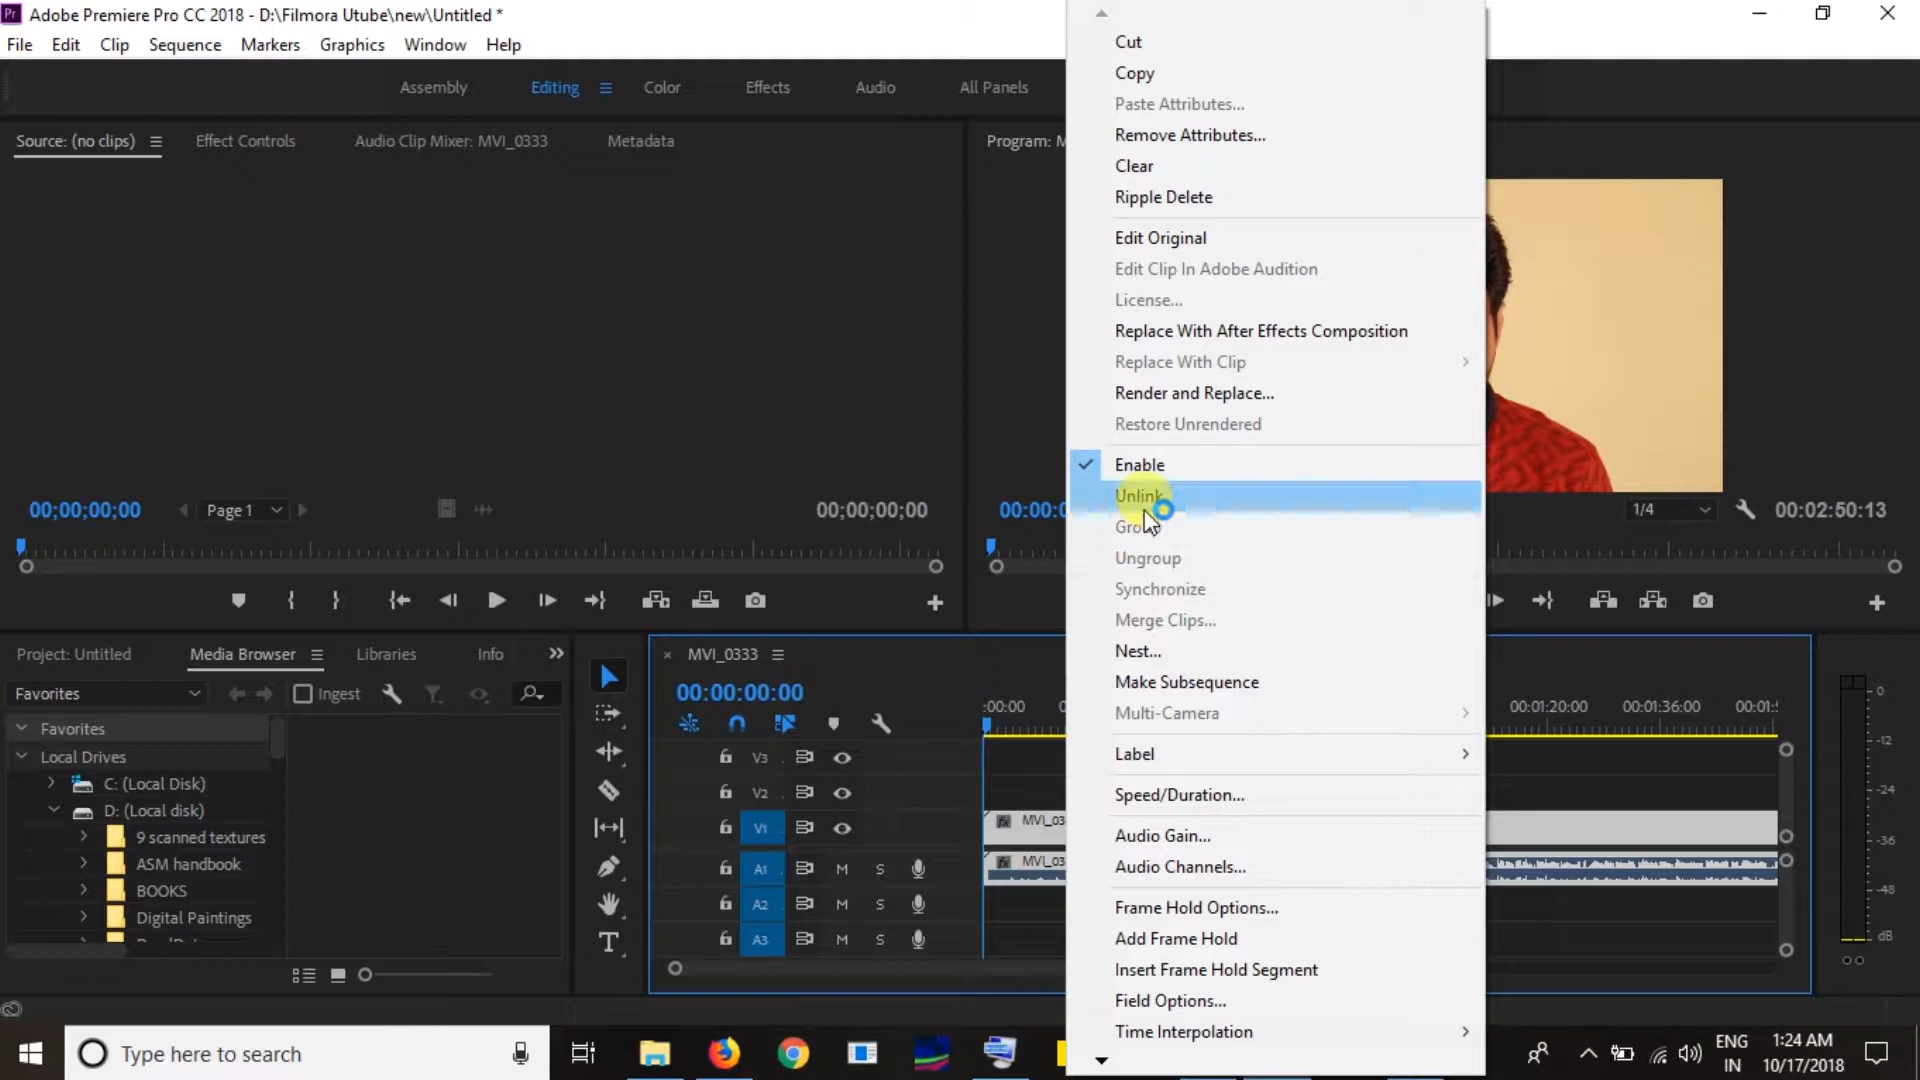 Pr Adobe Premiere Pro CC 2018 - D:\Filmora Utube\new\Untitled *
File Edit Clip Sequence Markers Graphics Window Help
Assembly Editing Color Effects Audio All Panels
Source: (no clips) Effect Controls Audio Clip Mixer: MVI_0333 Metadata
Program: M
Cut
Copy
Paste Attributes...
Remove Attributes...
Clear
Ripple Delete
Edit Original
Edit Clip In Adobe Audition
License...
Replace With After Effects Composition
Replace With Clip
Render and Replace...
Restore Unrendered
Enable
Unlink
Ungroup
Synchronize
Merge Clips...
Nest...
Make Subsequence
Multi-Camera
Label
Speed/Duration...
Audio Gain...
Audio Channels...
Frame Hold Options...
Add Frame Hold
Insert Frame Hold Segment
Field Options...
Time Interpolation
00;00;00;00 Page 1 00;00;00;00
00:00:0 1/4 00:02:50:13
Project: Untitled Media Browser Libraries Info
Favorites Ingest
Favorites
Local Drives
C: (Local Disk)
D: (Local disk)
9 scanned textures
ASM handbook
BOOKS
Digital Paintings
MVI_0333
00:00:00:00
:00:00 00:01:20:00 00:01:36:00 00:01:5
V3
V2
V1 fx MVI_03
A1 M S fx MVI_03
A2 M S
A3 M S
T
0
-12
-24
-36
-48
dB
Type here to search
ENG
IN
1:24 AM
10/17/2018